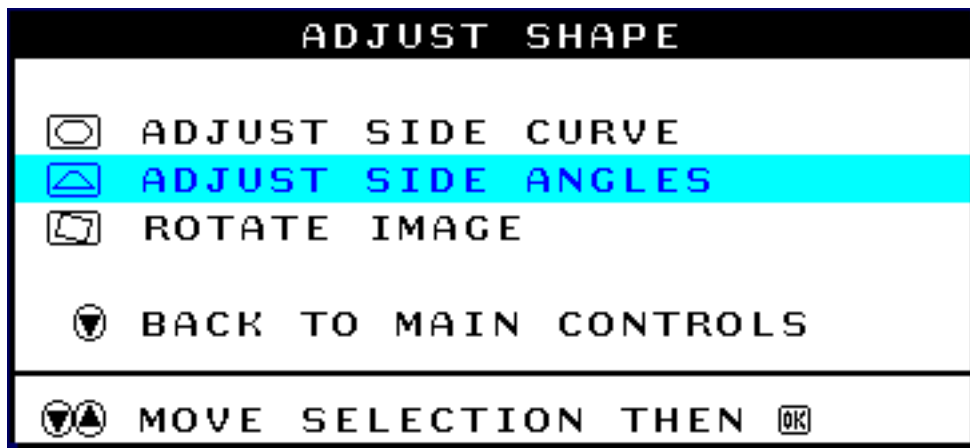 ADJUST SHAPE
ADJUST SIDE CURVE
ADJUST SIDE ANGLES
ROTATE IMAGE
BACK TO MAIN CONTROLS
MOVE SELECTION THEN OK